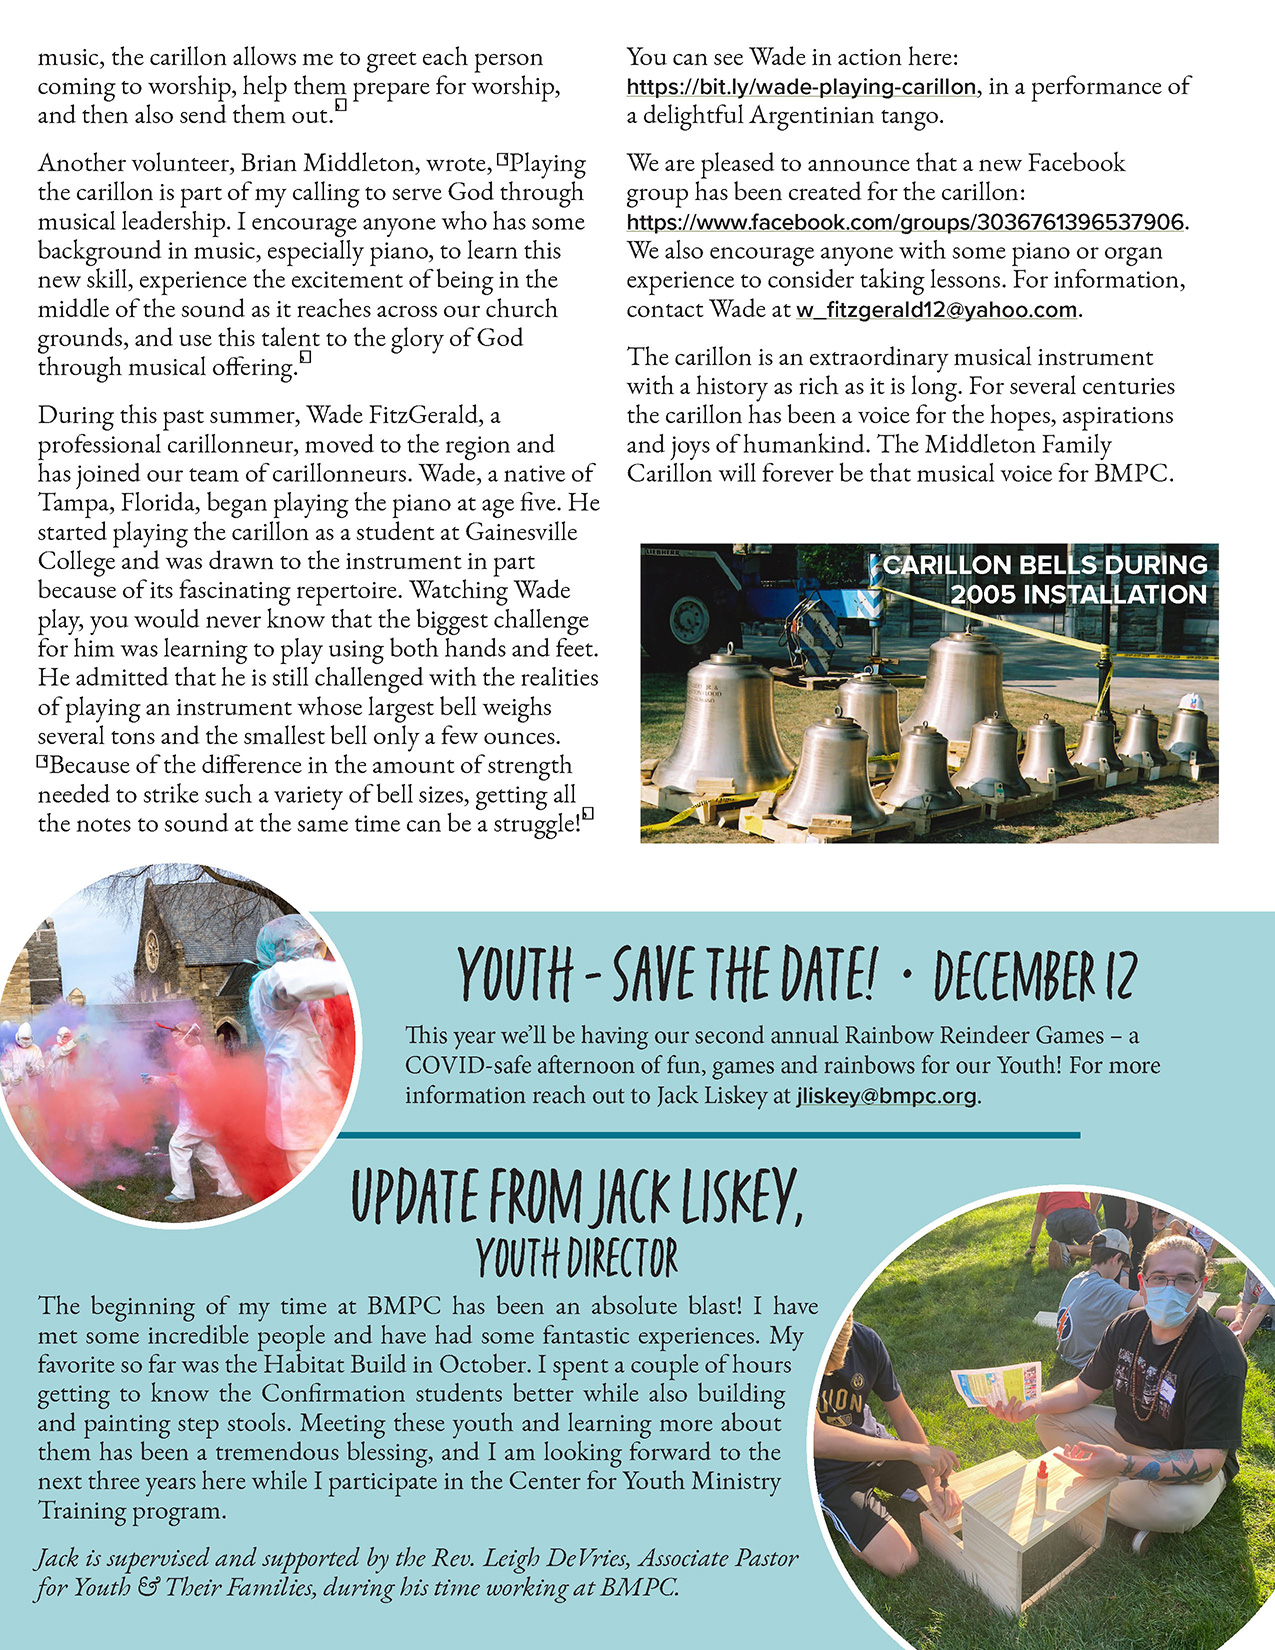 music, the carillon allows me to greet each person
coming to worship, help them prepare for worship,
and then also send them out.
Another volunteer, Brian Middleton, wrote, Playing
the carillon is part of my calling to serve God through
musical leadership. I encourage anyone who has some
background in music, especially piano, to learn this
new skill, experience the excitement of being in the
middle of the sound as it reaches across our church
grounds, and use this talent to the glory of God
through musical offering.
During this past summer, Wade FitzGerald, a
professional carillonneur, moved to the region and
has joined our team of carillonneurs. Wade, a native of
Tampa, Florida, began playing the piano at age five. He
started playing the carillon as a student at Gainesville
College and was drawn to the instrument in part
because of its fascinating repertoire. Watching Wade
play, you would never know that the biggest challenge
for him was learning to play using both hands and feet.
He admitted that he is still challenged with the realities
of playing an instrument whose largest bell weighs
several tons and the smallest bell only a few ounces.
Because of the difference in the amount of strength
needed to strike such a variety of bell sizes, getting all
the notes to sound at the same time can be a struggle!
You can see Wade in action here:
https://bit.ly/wade-playing-carillon, in a performance of
a delightful Argentinian tango.
We are pleased to announce that a new Facebook
group has been created for the carillon:
https://www.facebook.com/groups/3036761396537906.
We also encourage anyone with some piano or organ
experience to consider taking lessons. For information,
contact Wade at w_fitzgerald12@yahoo.com.
The carillon is an extraordinary musical instrument
with a history as rich as it is long. For several centuries
the carillon has been a voice for the hopes, aspirations
and joys of humankind. The Middleton Family
Carillon will forever be that musical voice for BMPC.
LIEBHERR
CARILLON BELLS DURING
2005 INSTALLATION
YOUTH - SAVE THE DATE! • DECEMBER 12
This year we'll be having our second annual Rainbow Reindeer Games – a
COVID-safe afternoon of fun, games and rainbows for our Youth! For more
information reach out to Jack Liskey at jliskey@bmpc.org.
UPDATE FROM JACK LISKEY,
YOUTH DIRECTOR
The beginning of my time at BMPC has been an absolute blast! I have
met some incredible people and have had some fantastic experiences. My
favorite so far was the Habitat Build in October. I spent a couple of hours
getting to know the Confirmation students better while also building
and painting step stools. Meeting these youth and learning more about
them has been a tremendous blessing, and I am looking forward to the
next three years here while I participate in the Center for Youth Ministry
Training program.
Jack is supervised and supported by the Rev. Leigh DeVries, Associate Pastor
for Youth & Their Families, during his time working at BMPC.